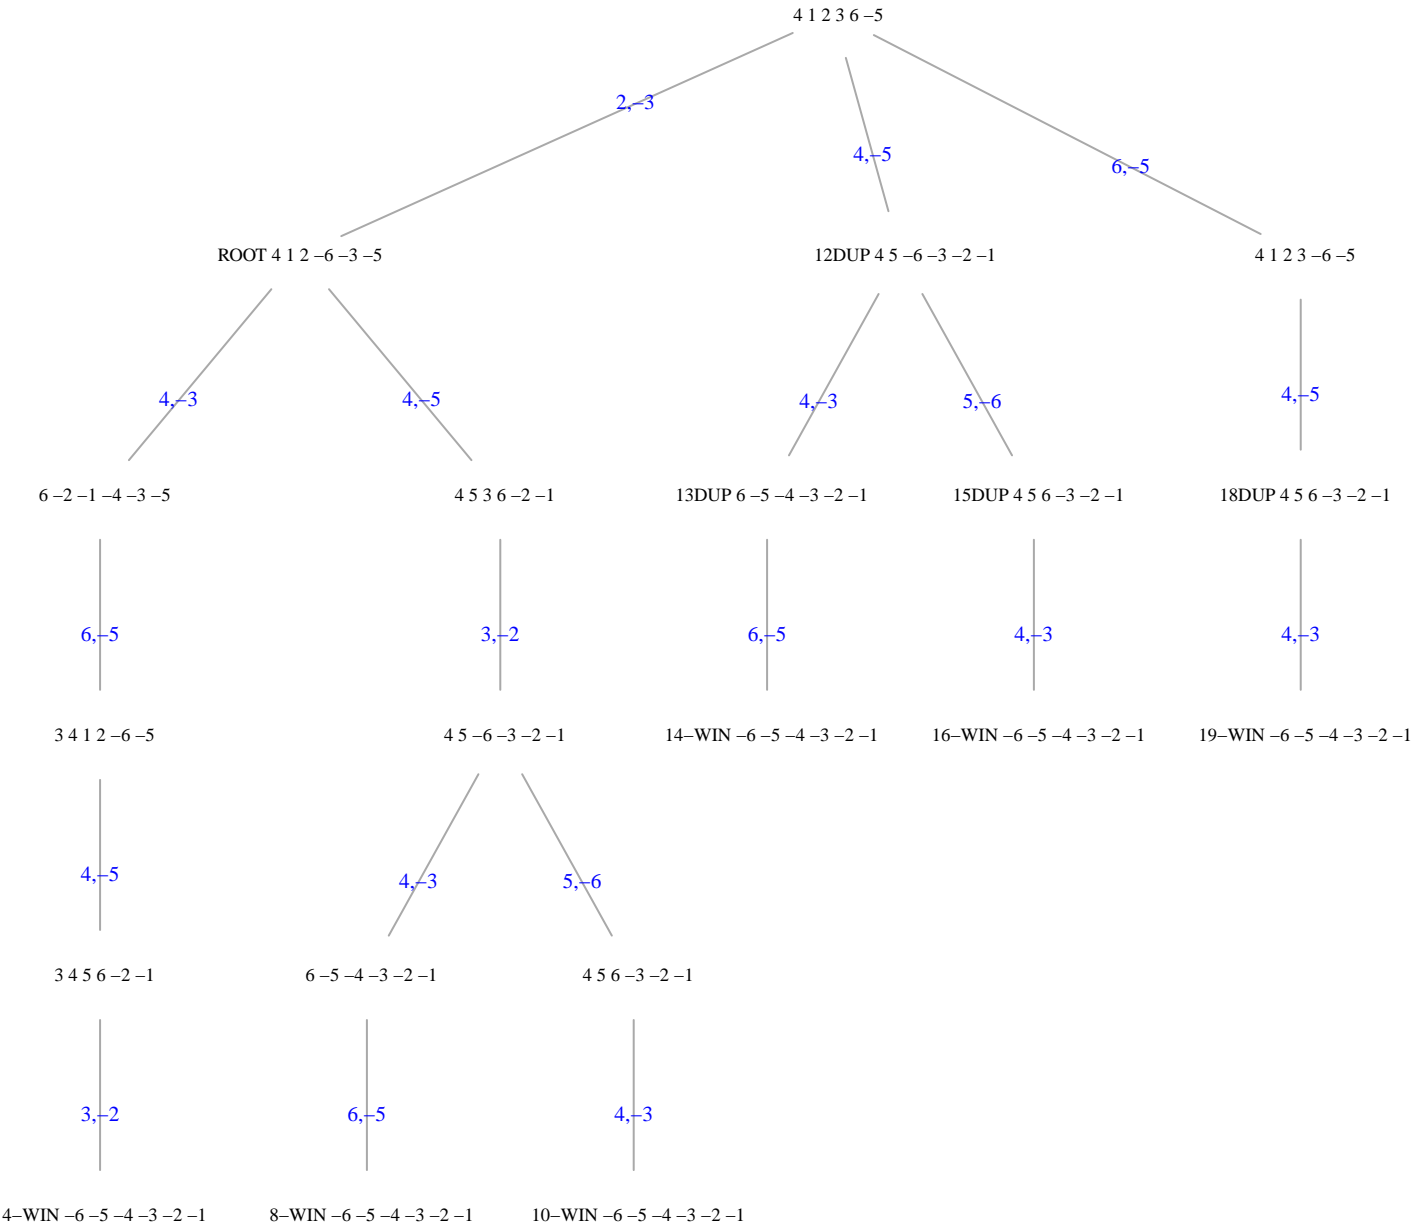 4 1 2 3 6 –5
2,–3
4,–5
6,–5
ROOT 4 1 2 –6 –3 –5
12DUP 4 5 –6 –3 –2 –1
4 1 2 3 –6 –5
4,–3
4,–5
4,–3
5,–6
4,–5
6 –2 –1 –4 –3 –5
4 5 3 6 –2 –1
13DUP 6 –5 –4 –3 –2 –1
15DUP 4 5 6 –3 –2 –1
18DUP 4 5 6 –3 –2 –1
6,–5
3,–2
6,–5
4,–3
4,–3
3 4 1 2 –6 –5
4 5 –6 –3 –2 –1
14–WIN –6 –5 –4 –3 –2 –1
16–WIN –6 –5 –4 –3 –2 –1
19–WIN –6 –5 –4 –3 –2 –1
4,–5
4,–3
5,–6
3 4 5 6 –2 –1
6 –5 –4 –3 –2 –1
4 5 6 –3 –2 –1
3,–2
6,–5
4,–3
4–WIN –6 –5 –4 –3 –2 –1
8–WIN –6 –5 –4 –3 –2 –1
10–WIN –6 –5 –4 –3 –2 –1